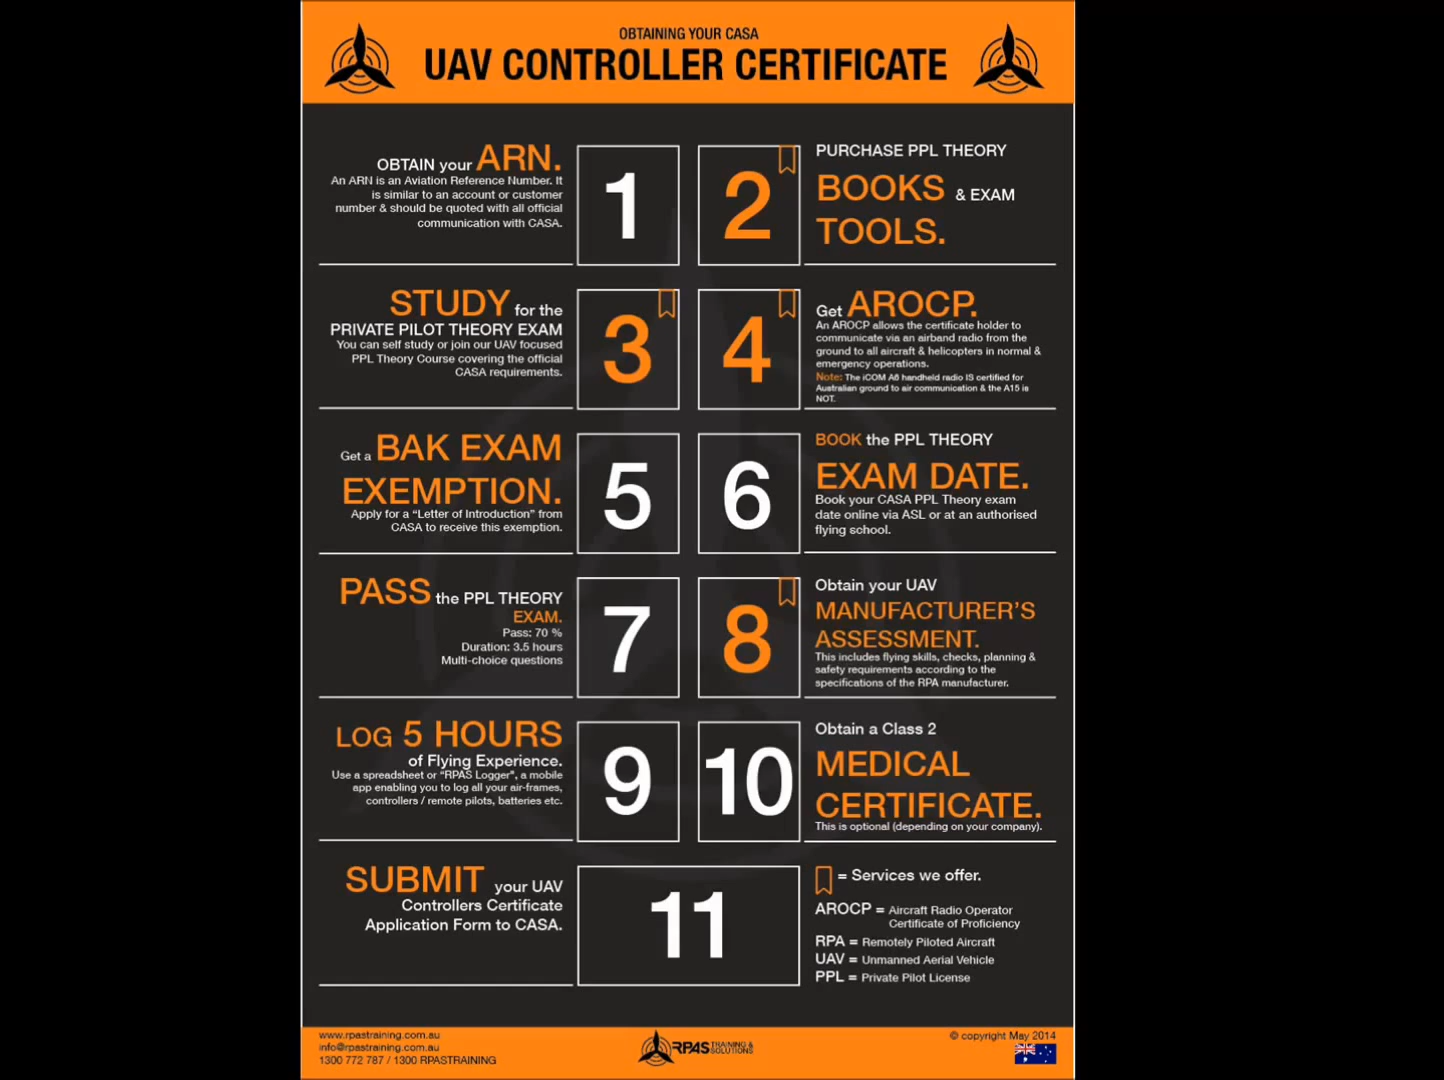 OBTAINING YOUR CASA
UAV CONTROLLER CERTIFICATE
OBTAIN your ARN.
An ARN is an Aviation Reference Number. It
is similar to an account or customer
number & should be quoted with all official
communication with CASA.
1
2
PURCHASE PPL THEORY
BOOKS & EXAM
TOOLS.
STUDY for the
PRIVATE PILOT THEORY EXAM
You can self study or join our UAV focused
PPL Theory Course covering the official
CASA requirements.
3
4
Get AROCP.
An AROCP allows the certificate holder to
communicate via an airband radio from the
ground to all aircraft & helicopters in normal &
emergency operations.
Note: The iCOM A6 handheld radio IS certified for
Australian ground to air communication & the A15 is
NOT.
Get a BAK EXAM
EXEMPTION.
Apply for a “Letter of Introduction” from
CASA to receive this exemption.
5
6
BOOK the PPL THEORY
EXAM DATE.
Book your CASA PPL Theory exam
date online via ASL or at an authorised
flying school.
PASS the PPL THEORY
EXAM.
Pass: 70 %
Duration: 3.5 hours
Multi-choice questions
7
8
Obtain your UAV
MANUFACTURER’S
ASSESSMENT.
This includes flying skills, checks, planning &
safety requirements according to the
specifications of the RPA manufacturer.
LOG 5 HOURS
of Flying Experience.
Use a spreadsheet or “RPAS Logger”, a mobile
app enabling you to log all your air-frames,
controllers / remote pilots, batteries etc.
9
10
Obtain a Class 2
MEDICAL
CERTIFICATE.
This is optional (depending on your company).
SUBMIT your UAV
Controllers Certificate
Application Form to CASA.
11
= Services we offer.
AROCP = Aircraft Radio Operator
Certificate of Proficiency
RPA = Remotely Piloted Aircraft
UAV = Unmanned Aerial Vehicle
PPL = Private Pilot License
www.rpastraining.com.au
info@rpastraining.com.au
1300 772 787 / 1300 RPASTRAINING
RPAS TRAINING &
SOLUTIONS
© copyright May 2014